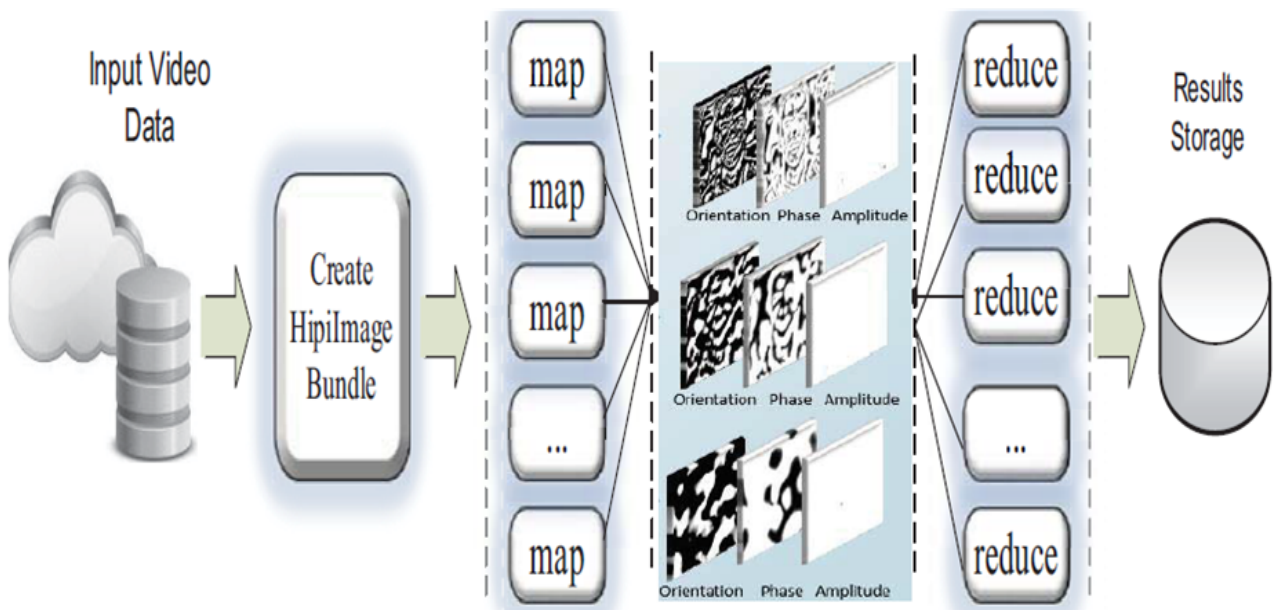 Input Video
Data
Create
HipiImage
Bundle
map
map
map
...
map
Orientation Phase Amplitude
Orientation Phase Amplitude
Orientation Phase Amplitude
reduce
reduce
reduce
...
reduce
Results
Storage